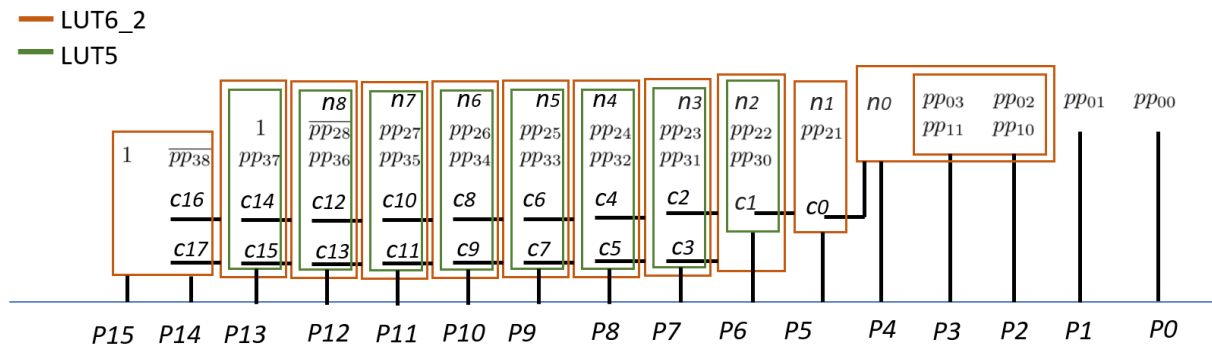 LUT6_2
LUT5
n8 n7 n6 n5 n4 n3 n2 n1 n0 pp₀₃ pp₀₂ pp₀₁ pp₀₀
1 p̅p̅₂₈ pp₂₇ pp₂₆ pp₂₅ pp₂₄ pp₂₃ pp₂₂ pp₂₁ pp₁₁ pp₁₀
1 p̅p̅₃₈ pp₃₇ pp₃₆ pp₃₅ pp₃₄ pp₃₃ pp₃₂ pp₃₁ pp₃₀
c16 c14 c12 c10 c8 c6 c4 c2 c1 c0
c17 c15 c13 c11 c9 c7 c5 c3
P15 P14 P13 P12 P11 P10 P9 P8 P7 P6 P5 P4 P3 P2 P1 P0